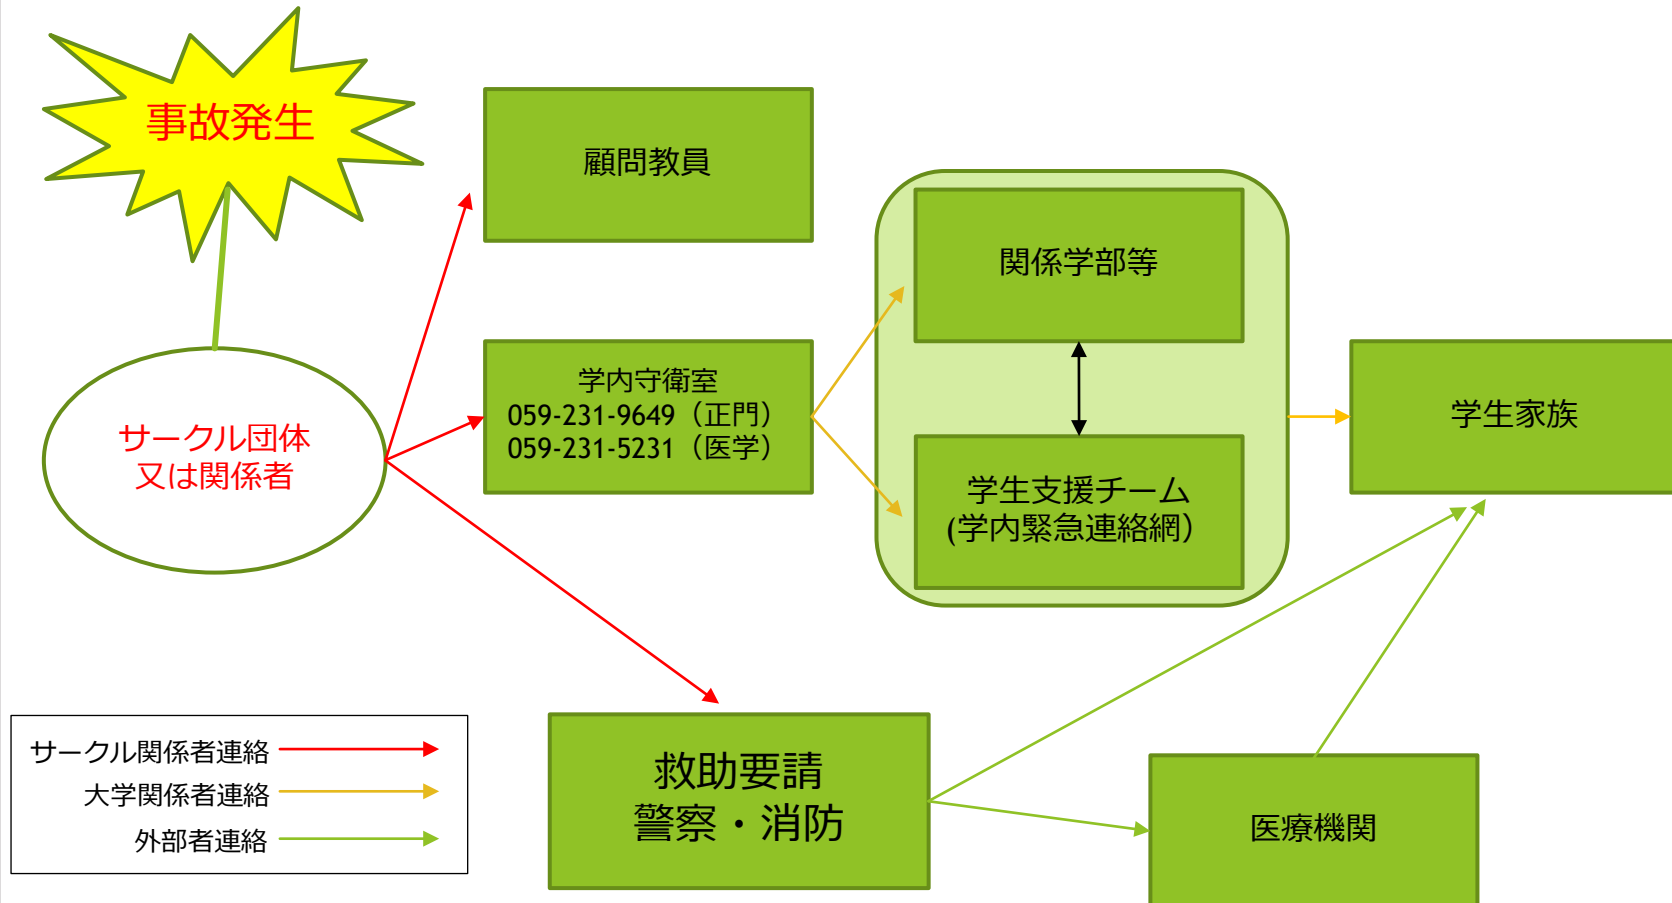 事故発生
顧問教員
関係学部等
サークル団体
又は関係者
学内守衛室
059-231-9649（正門）
059-231-5231（医学）
学生支援チーム
(学内緊急連絡網）
学生家族
救助要請
警察・消防
医療機関
サークル関係者連絡
大学関係者連絡
外部者連絡